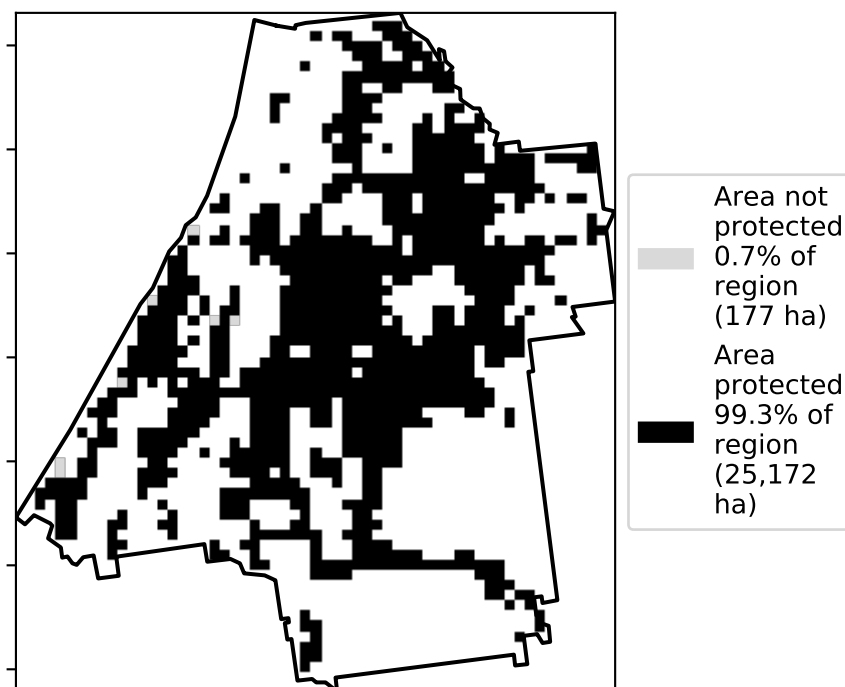 Area not
protected
0.7% of
region
(177 ha)
Area
protected
99.3% of
region
(25,172
ha)